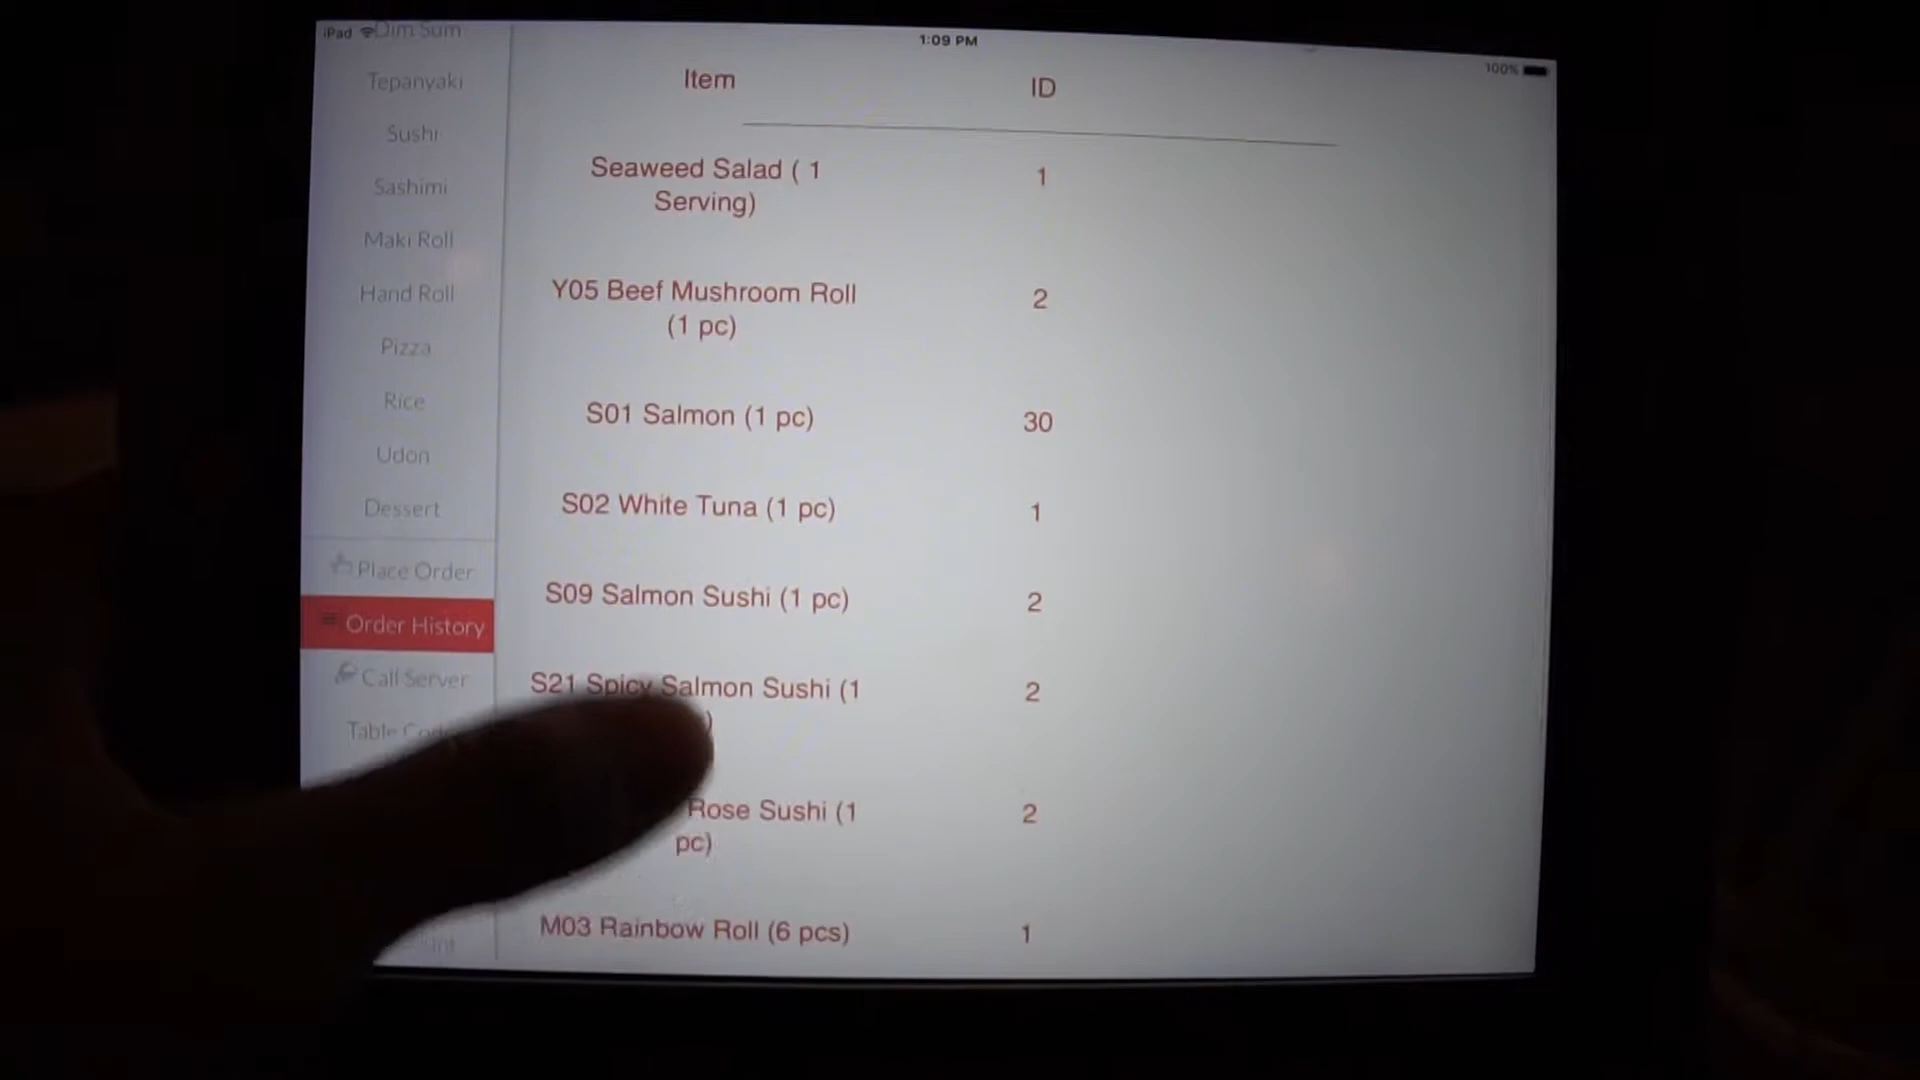 iPad
1:09 PM
100%
Dim Sum
Tepanyaki
Sushi
Sashimi
Maki Roll
Hand Roll
Pizza
Rice
Udon
Dessert
Place Order
Order History
Call Server
Table
Item ID
Seaweed Salad ( 1
Serving)
1
Y05 Beef Mushroom Roll
(1 pc)
2
S01 Salmon (1 pc) 30
S02 White Tuna (1 pc) 1
S09 Salmon Sushi (1 pc) 2
S21 Spicy Salmon Sushi (1
2
Rose Sushi (1
pc)
2
M03 Rainbow Roll (6 pcs) 1